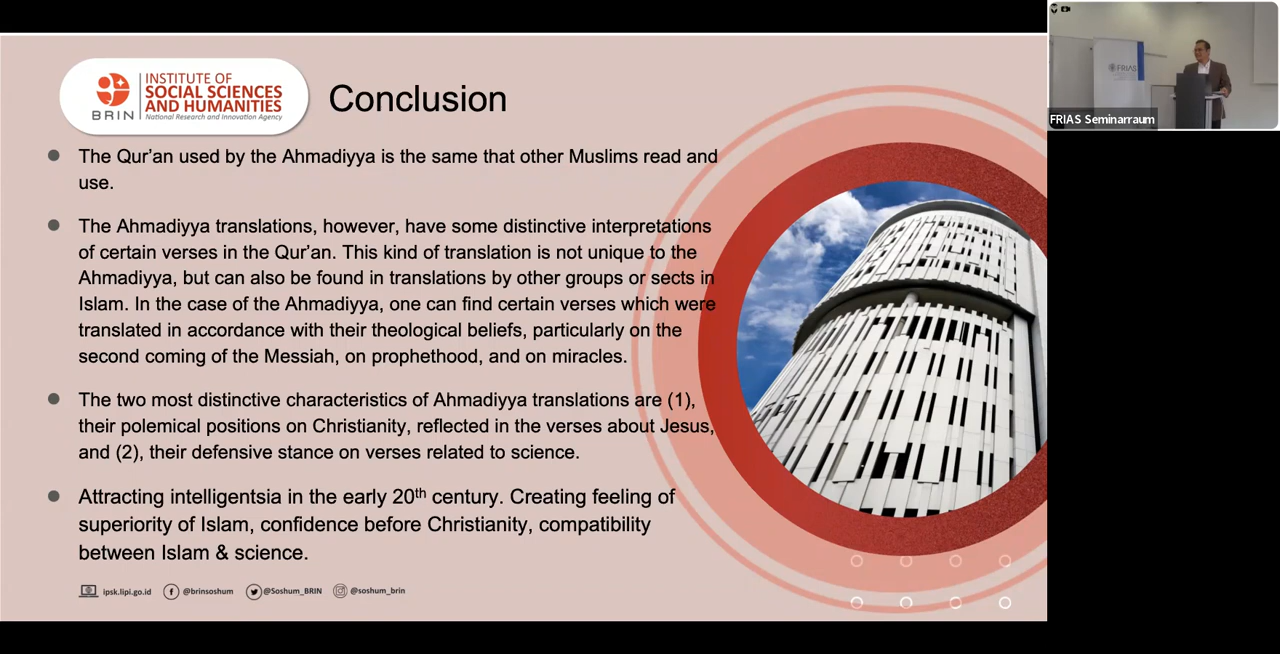 INSTITUTE OF
SOCIAL SCIENCES
AND HUMANITIES
BRIN
National Research and Innovation Agency
Conclusion
The Qur’an used by the Ahmadiyya is the same that other Muslims read and
use.
The Ahmadiyya translations, however, have some distinctive interpretations
of certain verses in the Qur’an. This kind of translation is not unique to the
Ahmadiyya, but can also be found in translations by other groups or sects in
Islam. In the case of the Ahmadiyya, one can find certain verses which were
translated in accordance with their theological beliefs, particularly on the
second coming of the Messiah, on prophethood, and on miracles.
The two most distinctive characteristics of Ahmadiyya translations are (1),
their polemical positions on Christianity, reflected in the verses about Jesus,
and (2), their defensive stance on verses related to science.
Attracting intelligentsia in the early 20th century. Creating feeling of
superiority of Islam, confidence before Christianity, compatibility
between Islam & science.
ipsk.lipi.go.id @brinsoshum @Soshum_BRIN @soshum_brin
FRIAS
FRIAS Seminarraum